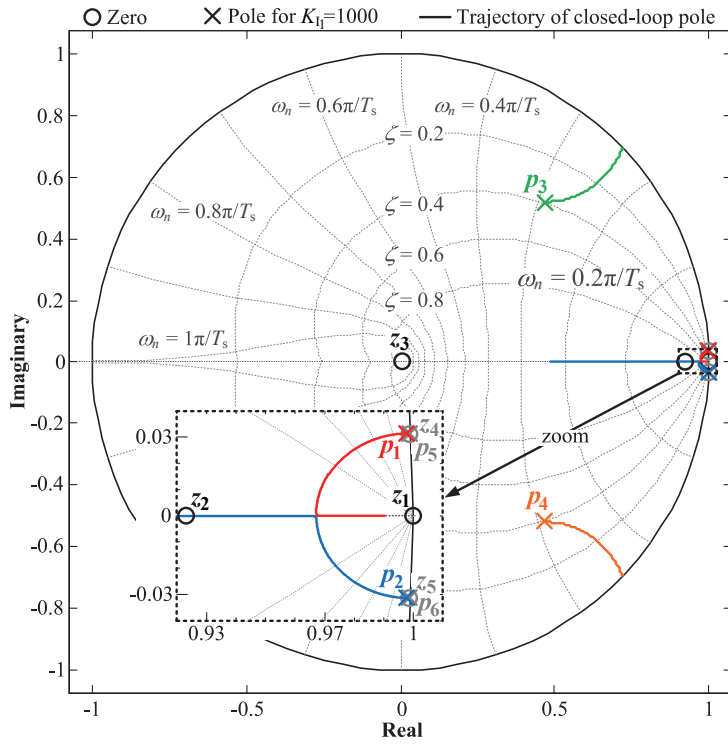 Zero Pole for K_I1=1000 Trajectory of closed-loop pole
1
0.8
0.6
0.4
0.2
0
-0.2
-0.4
-0.6
-0.8
-1
Imaginary
ω_n = 0.6π/T_s
ω_n = 0.4π/T_s
ζ = 0.2
ω_n = 0.8π/T_s
p_3
ζ = 0.4
ζ = 0.6
ω_n = 0.2π/T_s
ζ = 0.8
ω_n = 1π/T_s
z_3
zoom
0.03
0
-0.03
p_1
z_4
p_5
z_2
z_1
p_2
z_5
p_6
0.93 0.97 1
p_4
-1 -0.5 0 0.5 1
Real